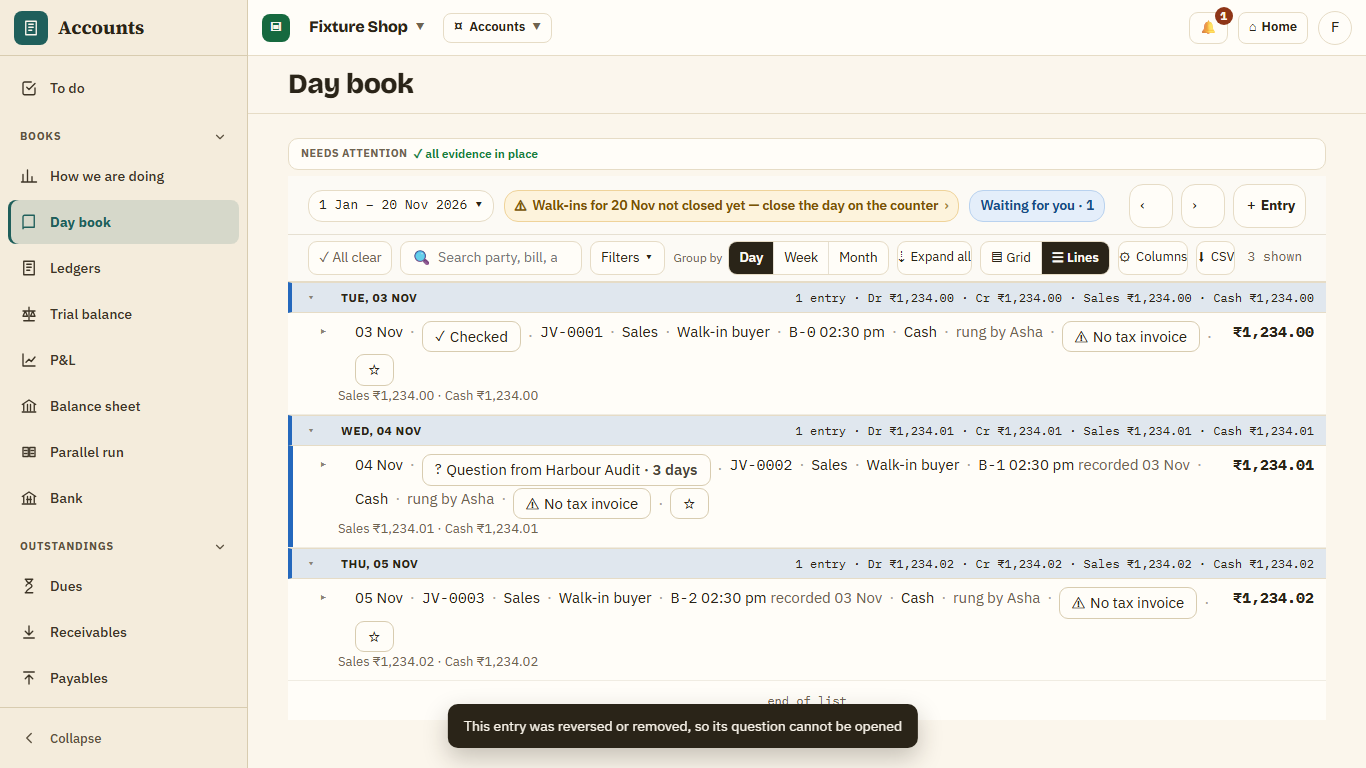 Accounts
Fixture Shop ▼
¤ Accounts ▼
1
⌂ Home
F
To do
BOOKS
How we are doing
Day book
Ledgers
Trial balance
P&L
Balance sheet
Parallel run
Bank
OUTSTANDINGS
Dues
Receivables
Payables
Collapse
Day book
NEEDS ATTENTION ✓ all evidence in place
1 Jan – 20 Nov 2026 ▾
⚠ Walk-ins for 20 Nov not closed yet — close the day on the counter ›
Waiting for you · 1
‹
›
+ Entry
✓ All clear
Search party, bill, a
Filters ▾
Group by
Day
Week
Month
⇣ Expand all
▤ Grid
☰ Lines
⚙ Columns
⬇ CSV
3 shown
▾ TUE, 03 NOV 1 entry · Dr ₹1,234.00 · Cr ₹1,234.00 · Sales ₹1,234.00 · Cash ₹1,234.00
▸ 03 Nov · ✓ Checked · JV-0001 · Sales · Walk-in buyer · B-0 02:30 pm · Cash · rung by Asha · ⚠ No tax invoice · ₹1,234.00
☆
Sales ₹1,234.00 · Cash ₹1,234.00
▾ WED, 04 NOV 1 entry · Dr ₹1,234.01 · Cr ₹1,234.01 · Sales ₹1,234.01 · Cash ₹1,234.01
▸ 04 Nov · ? Question from Harbour Audit · 3 days · JV-0002 · Sales · Walk-in buyer · B-1 02:30 pm recorded 03 Nov · ₹1,234.01
Cash · rung by Asha · ⚠ No tax invoice · ☆
Sales ₹1,234.01 · Cash ₹1,234.01
▾ THU, 05 NOV 1 entry · Dr ₹1,234.02 · Cr ₹1,234.02 · Sales ₹1,234.02 · Cash ₹1,234.02
▸ 05 Nov · JV-0003 · Sales · Walk-in buyer · B-2 02:30 pm recorded 03 Nov · Cash · rung by Asha · ⚠ No tax invoice · ₹1,234.02
☆
Sales ₹1,234.02 · Cash ₹1,234.02
end of list
This entry was reversed or removed, so its question cannot be opened